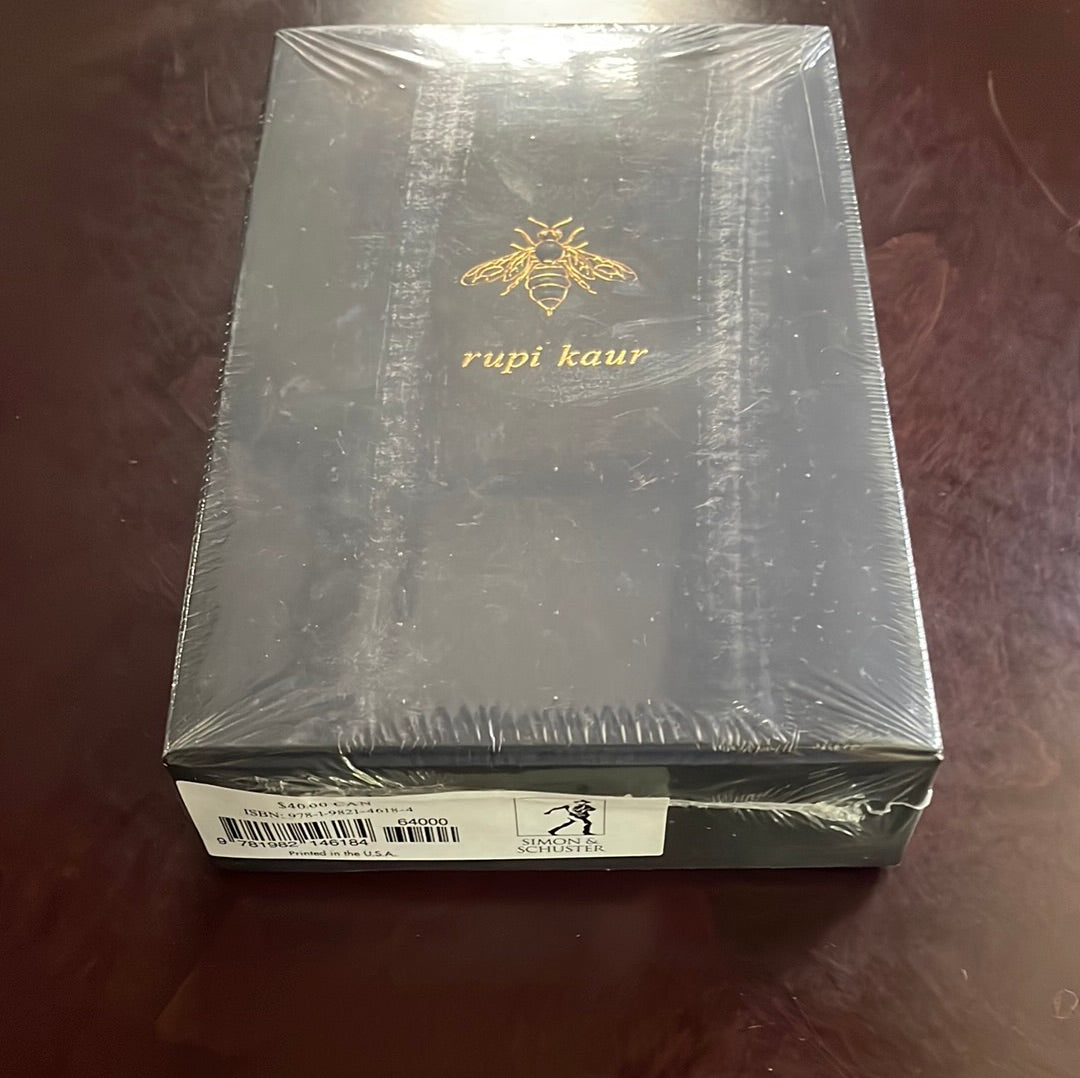 rupi kaur
$40.00 CAN
ISBN: 978-1-9821-4618-4
64000
9 781982 146184
Printed in the U.S.A.
SIMON &
SCHUSTER